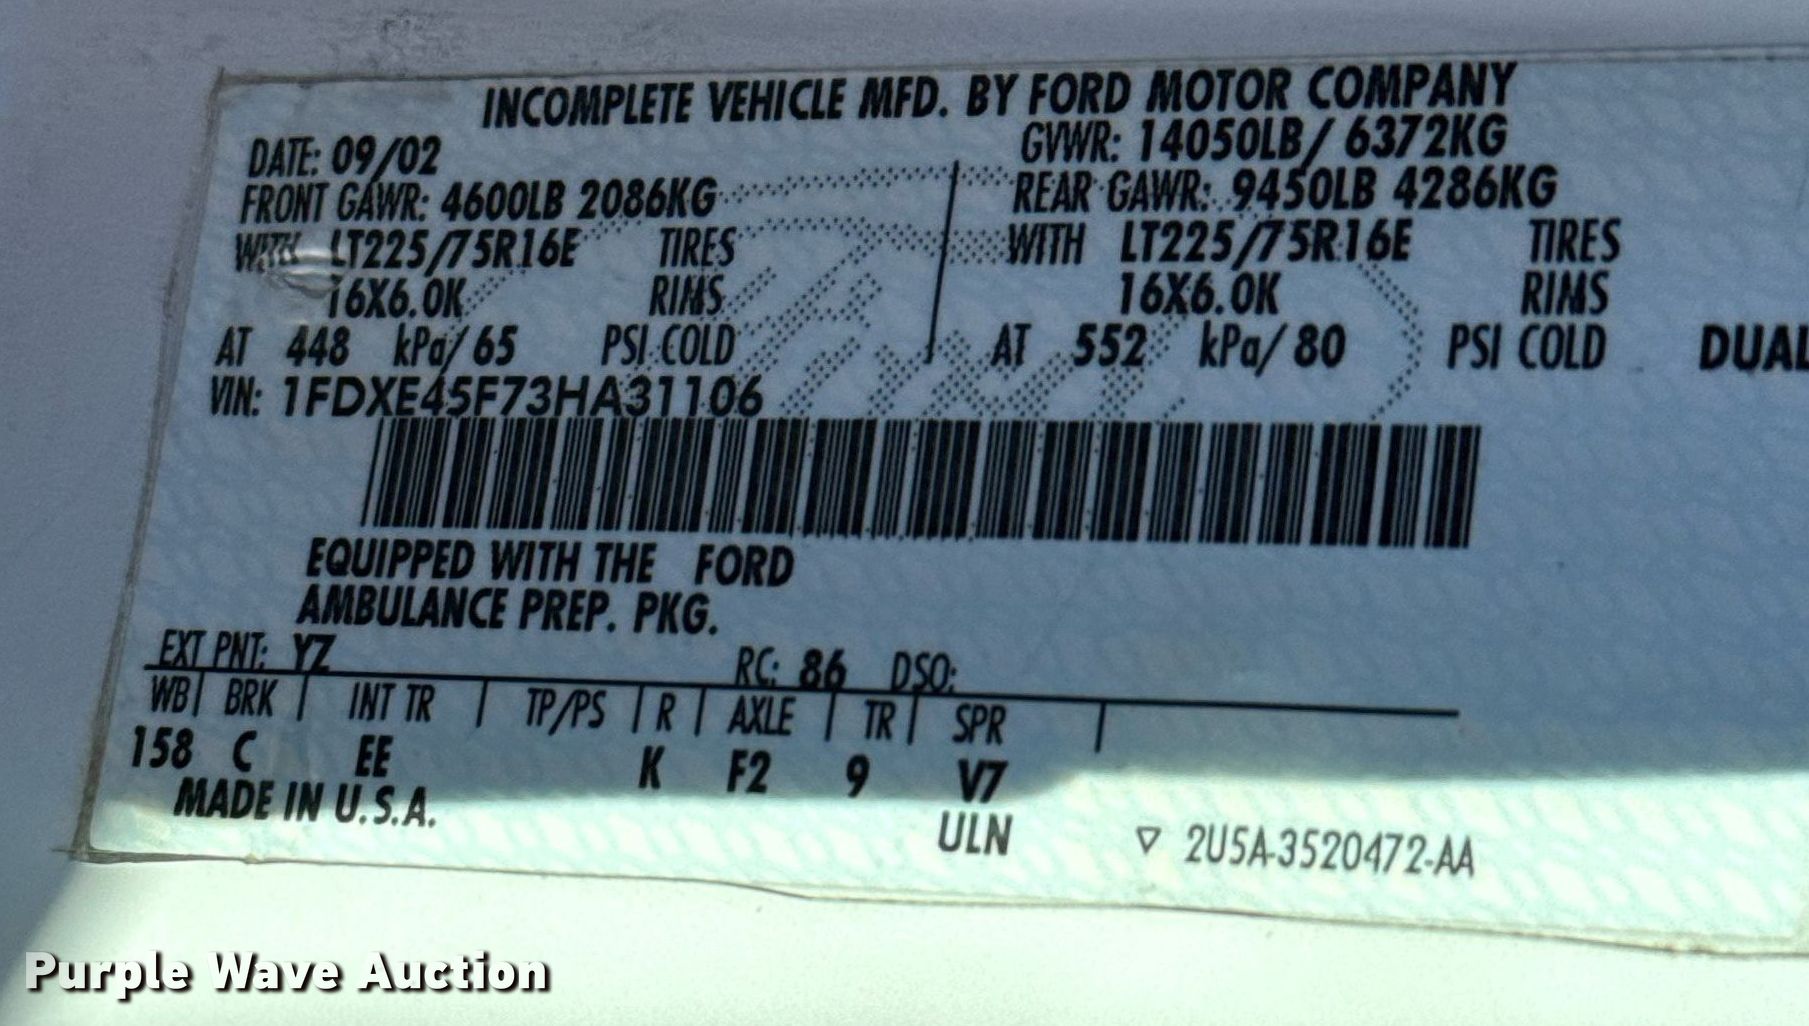 INCOMPLETE VEHICLE MFD. BY FORD MOTOR COMPANY
DATE: 09/02 GVWR: 14050LB/ 6372KG
FRONT GAWR: 4600LB 2086KG REAR GAWR: 9450LB 4286KG
WITH LT225/75R16E TIRES WITH LT225/75R16E TIRES
16X6.0K RIMS 16X6.0K RIMS
AT 448 kPa/ 65 PSI COLD AT 552 kPa/ 80 PSI COLD DUAL
VIN: 1FDXE45F73HA31106
EQUIPPED WITH THE FORD
AMBULANCE PREP. PKG.
EXT PNT: YZ RC: 86 DSO:
WB BRK INT TR TP/PS R AXLE TR SPR
158 C EE K F2 9 V7
MADE IN U.S.A.
ULN ▽ 2U5A-3520472-AA
Purple Wave Auction